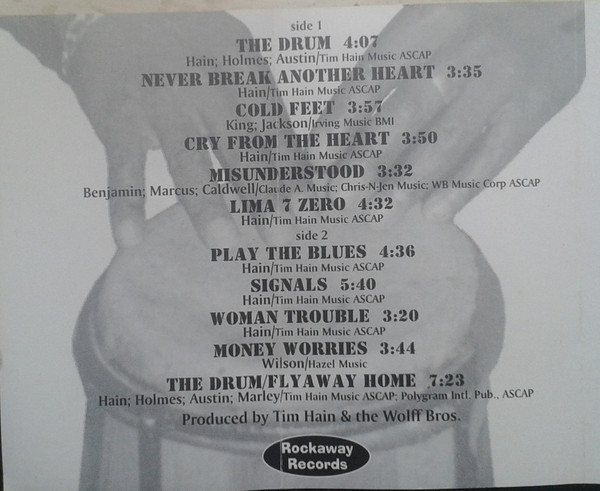 side 1
THE DRUM 4:07
Hain; Holmes; Austin/Tim Hain Music ASCAP
NEVER BREAK ANOTHER HEART 3:35
Hain/Tim Hain Music ASCAP
COLD FEET 3:57
King; Jackson/Irving Music BMI
CRY FROM THE HEART 3:50
Hain/Tim Hain Music ASCAP
MISUNDERSTOOD 3:32
Benjamin; Marcus; Caldwell/Claude A. Music; Chris-N-Jen Music; WB Music Corp ASCAP
LIMA 7 ZERO 4:32
Hain/Tim Hain Music ASCAP
side 2
PLAY THE BLUES 4:36
Hain/Tim Hain Music ASCAP
SIGNALS 5:40
Hain/Tim Hain Music ASCAP
WOMAN TROUBLE 3:20
Hain/Tim Hain Music ASCAP
MONEY WORRIES 3:44
Wilson/Hazel Music
THE DRUM/FLYAWAY HOME 7:23
Hain; Holmes; Austin; Marley/Tim Hain Music ASCAP; Polygram Intl. Pub., ASCAP
Produced by Tim Hain & the Wolff Bros.
Rockaway
Records